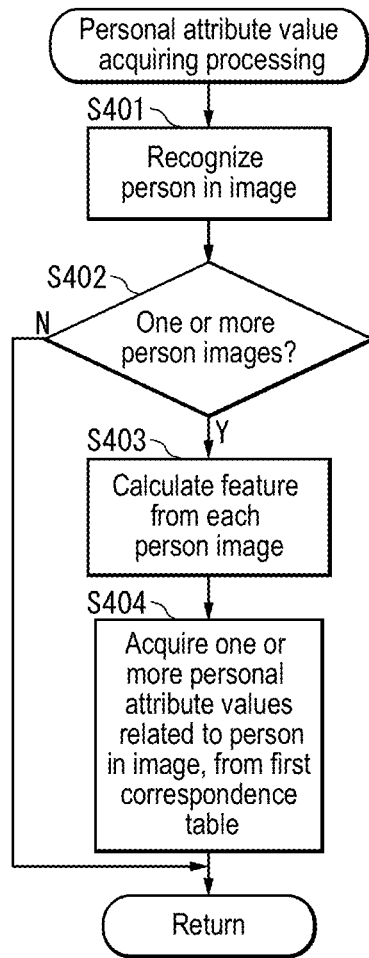 Personal attribute value
acquiring processing
S401
Recognize
person in image
S402
N
One or more
person images?
Y
S403
Calculate feature
from each
person image
S404
Acquire one or
more personal
attribute values
related to person
in image, from first
correspondence
table
Return